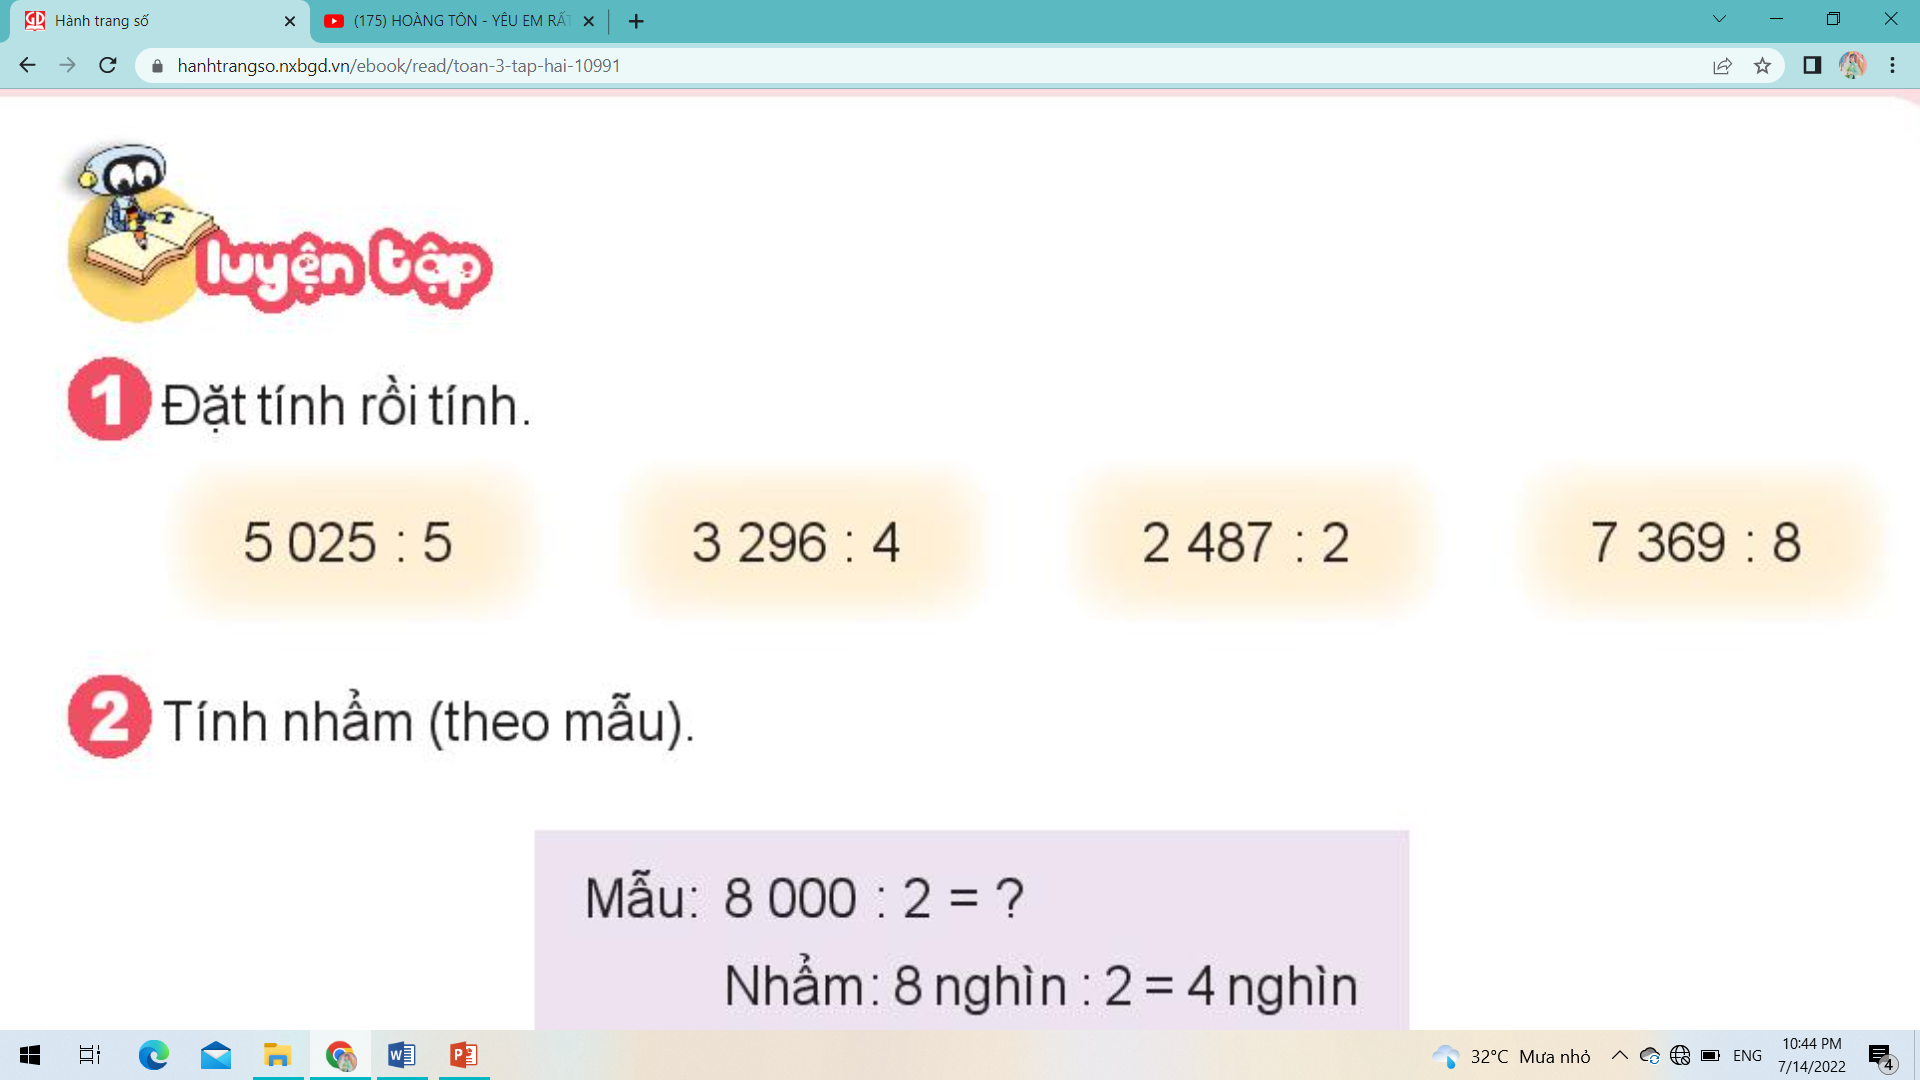 Hành trang số
(175) HOÀNG TÔN - YÊU EM RẤT
hanhtrangso.nxbgd.vn/ebook/read/toan-3-tap-hai-10991
luyện tập
1 Đặt tính rồi tính.
5 025 : 5 3 296 : 4 2 487 : 2 7 369 : 8
2 Tính nhẩm (theo mẫu).
Mẫu: 8 000 : 2 = ?
Nhẩm: 8 nghìn : 2 = 4 nghìn
32°C Mưa nhỏ ENG 10:44 PM
7/14/2022
4